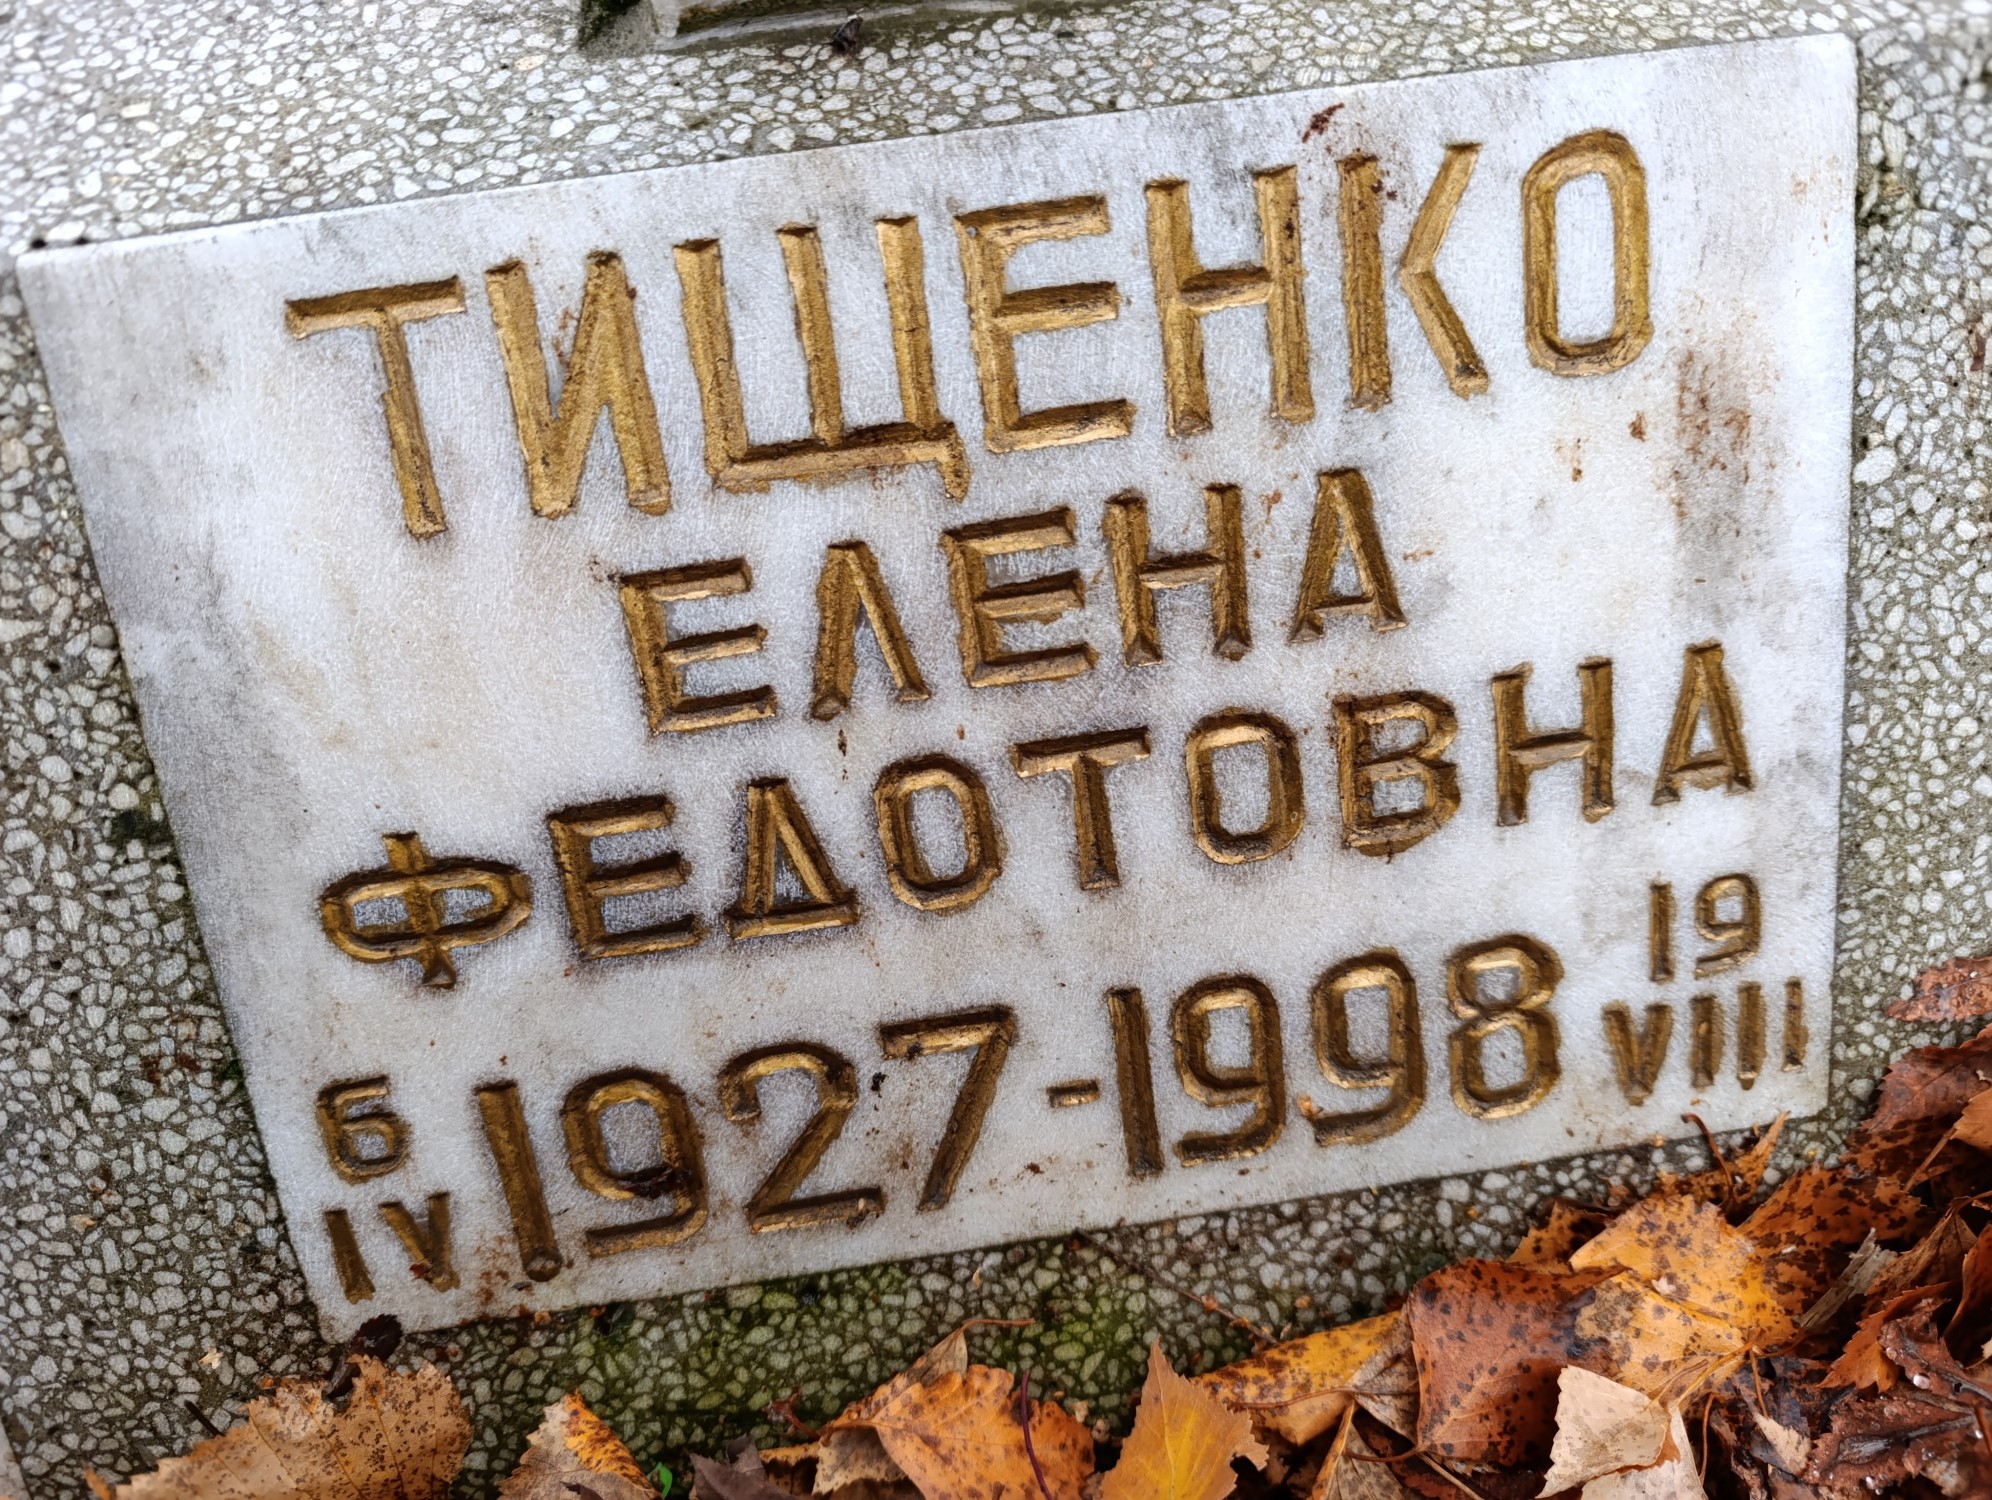 ТИЩЕНКО
ЕЛЕНА
ФЕДОТОВНА
6 IV 1927-1998 19 VIII